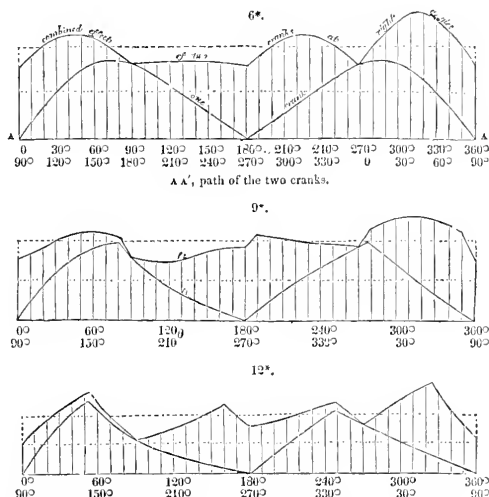 6*.
combined effect of two cranks at right angles
one crank
A A
0 30° 60° 90° 120° 150° 180° 210° 240° 270° 300° 330° 360°
90° 120° 150° 180° 210° 240° 270° 300° 330° 0 30° 60° 90°
A A', path of the two cranks.
9*.
0° 60° 120° 180° 240° 300° 360°
90° 150° 210 270° 330° 30° 90°
12*.
0° 60° 120° 180° 240° 300° 360°
90° 150° 210° 270° 330° 30° 90°